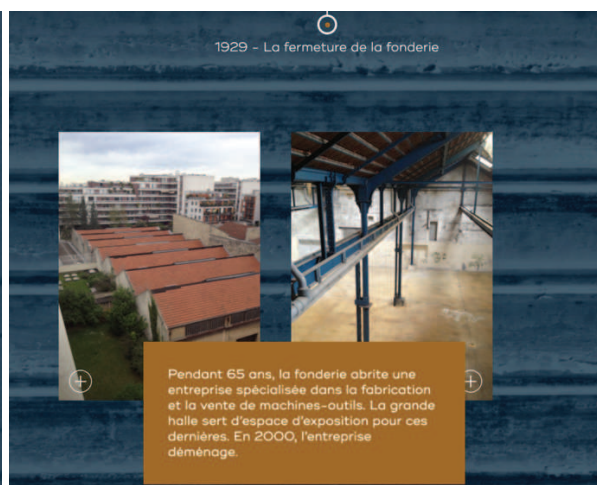 1929 - La fermeture de la fonderie
Pendant 65 ans, la fonderie abrite une
entreprise spécialisée dans la fabrication
et la vente de machines-outils. La grande
halle sert d'espace d'exposition pour ces
dernières. En 2000, l'entreprise
déménage.